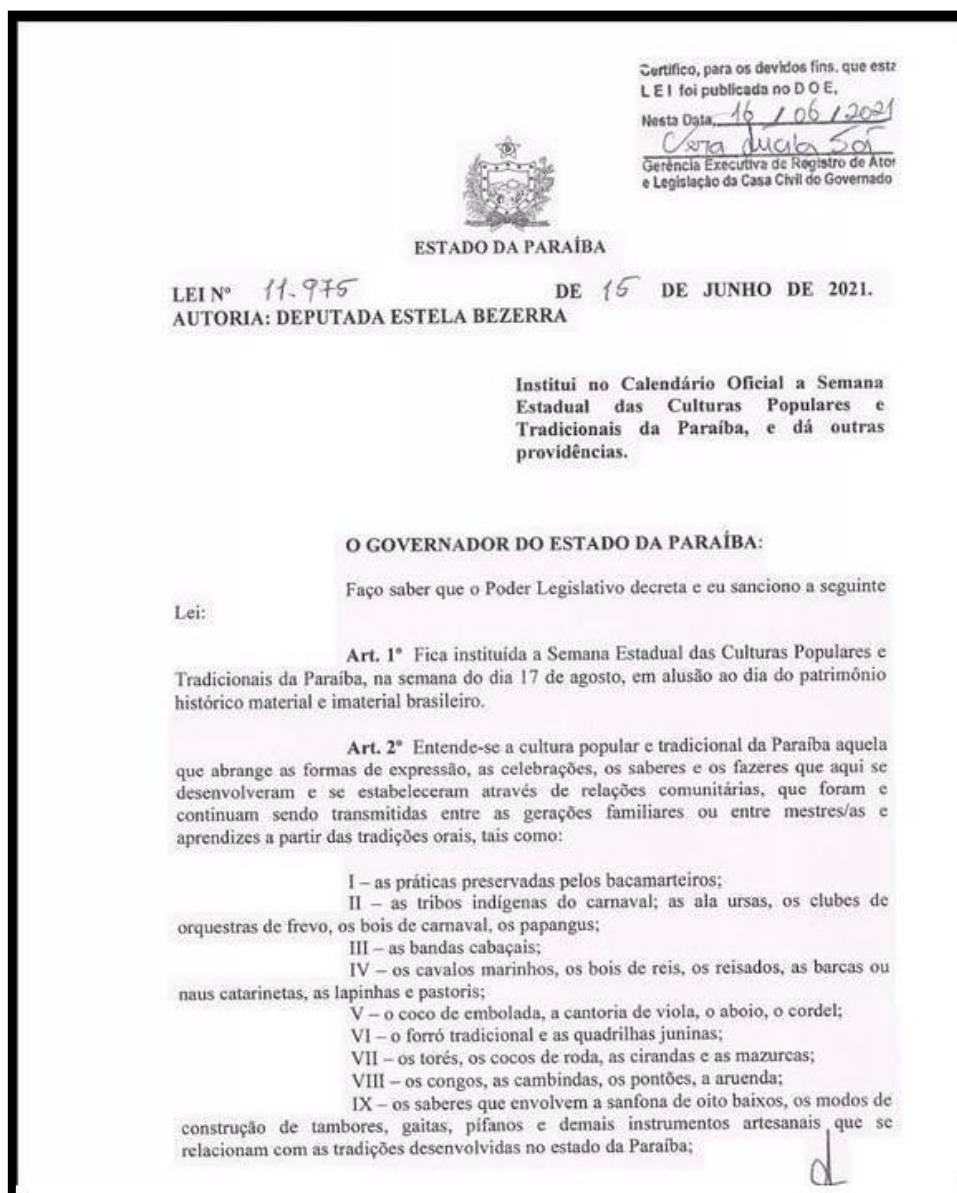 Certifico, para os devidos fins, que esta
L E I foi publicada no D O E,
Nesta Data, 16 / 06 / 2021
Vera Lúcia Sá
Gerência Executiva de Registro de Ator
e Legislação da Casa Civil do Governado
ESTADO DA PARAÍBA
LEI Nº 11.975 DE 15 DE JUNHO DE 2021.
AUTORIA: DEPUTADA ESTELA BEZERRA
Institui no Calendário Oficial a Semana
Estadual das Culturas Populares e
Tradicionais da Paraíba, e dá outras
providências.
O GOVERNADOR DO ESTADO DA PARAÍBA:
Faço saber que o Poder Legislativo decreta e eu sanciono a seguinte
Lei:
Art. 1º Fica instituída a Semana Estadual das Culturas Populares e
Tradicionais da Paraíba, na semana do dia 17 de agosto, em alusão ao dia do patrimônio
histórico material e imaterial brasileiro.
Art. 2º Entende-se a cultura popular e tradicional da Paraíba aquela
que abrange as formas de expressão, as celebrações, os saberes e os fazeres que aqui se
desenvolveram e se estabeleceram através de relações comunitárias, que foram e
continuam sendo transmitidas entre as gerações familiares ou entre mestres/as e
aprendizes a partir das tradições orais, tais como:
I – as práticas preservadas pelos bacamarteiros;
II – as tribos indígenas do carnaval; as ala ursas, os clubes de
orquestras de frevo, os bois de carnaval, os papangus;
III – as bandas cabaçais;
IV – os cavalos marinhos, os bois de reis, os reisados, as barcas ou
naus catarinetas, as lapinhas e pastoris;
V – o coco de embolada, a cantoria de viola, o aboio, o cordel;
VI – o forró tradicional e as quadrilhas juninas;
VII – os torés, os cocos de roda, as cirandas e as mazurcas;
VIII – os congos, as cambindas, os pontões, a aruenda;
IX – os saberes que envolvem a sanfona de oito baixos, os modos de
construção de tambores, gaitas, pífanos e demais instrumentos artesanais que se
relacionam com as tradições desenvolvidas no estado da Paraíba;